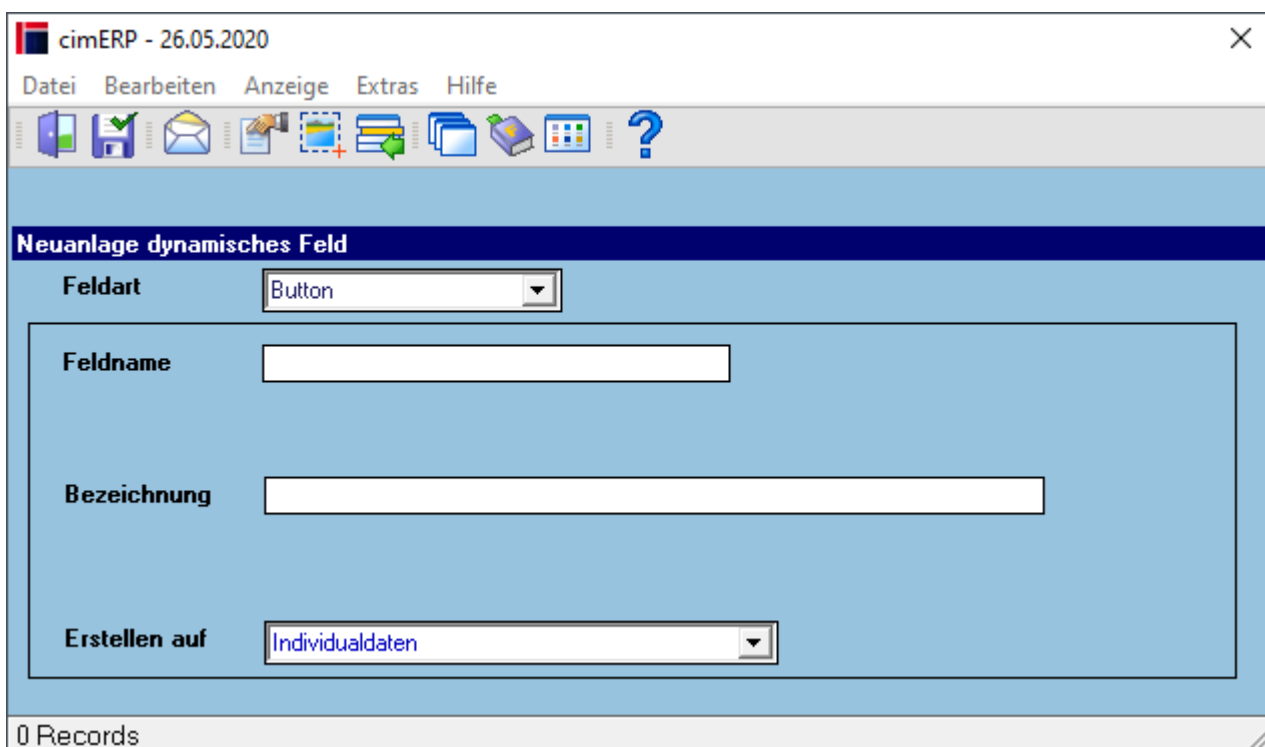 cimERP - 26.05.2020
Datei Bearbeiten Anzeige Extras Hilfe
Neuanlage dynamisches Feld
Feldart Button
Feldname
Bezeichnung
Erstellen auf Individualdaten
0 Records